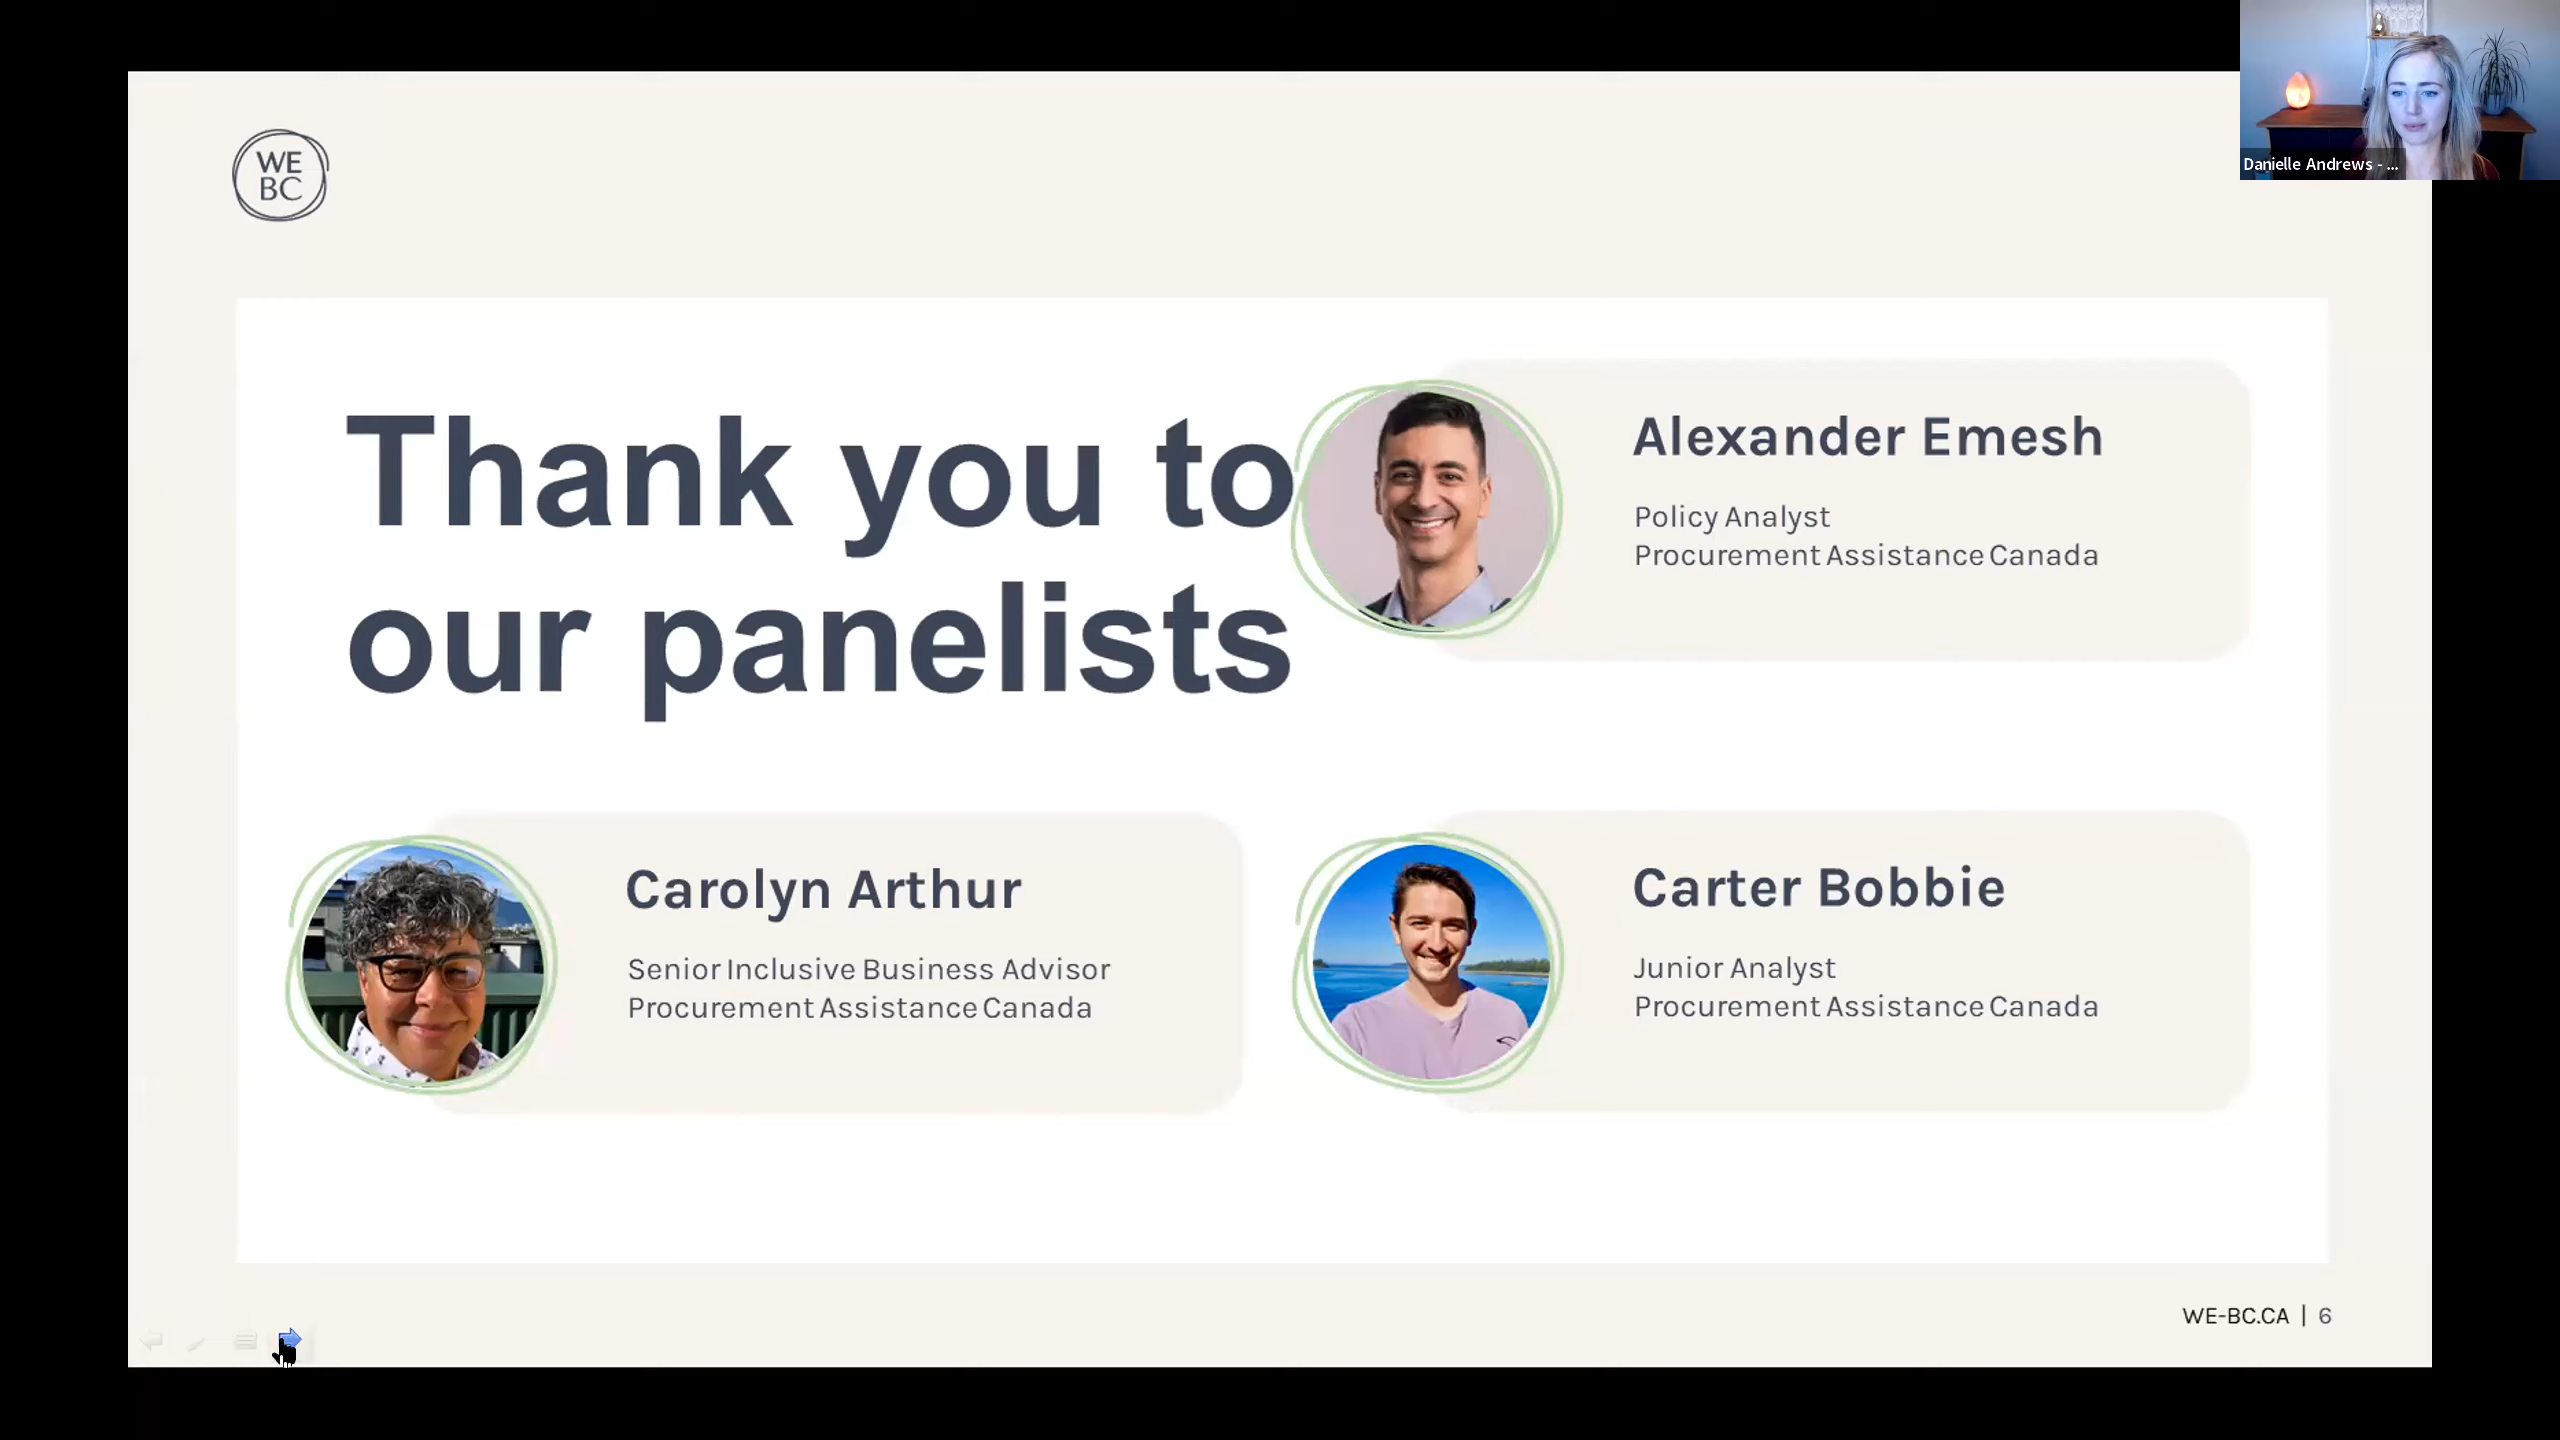 WE
BC
Danielle Andrews - ...
Thank you to
our panelists
Alexander Emesh
Policy Analyst
Procurement Assistance Canada
Carolyn Arthur
Senior Inclusive Business Advisor
Procurement Assistance Canada
Carter Bobbie
Junior Analyst
Procurement Assistance Canada
WE-BC.CA | 6